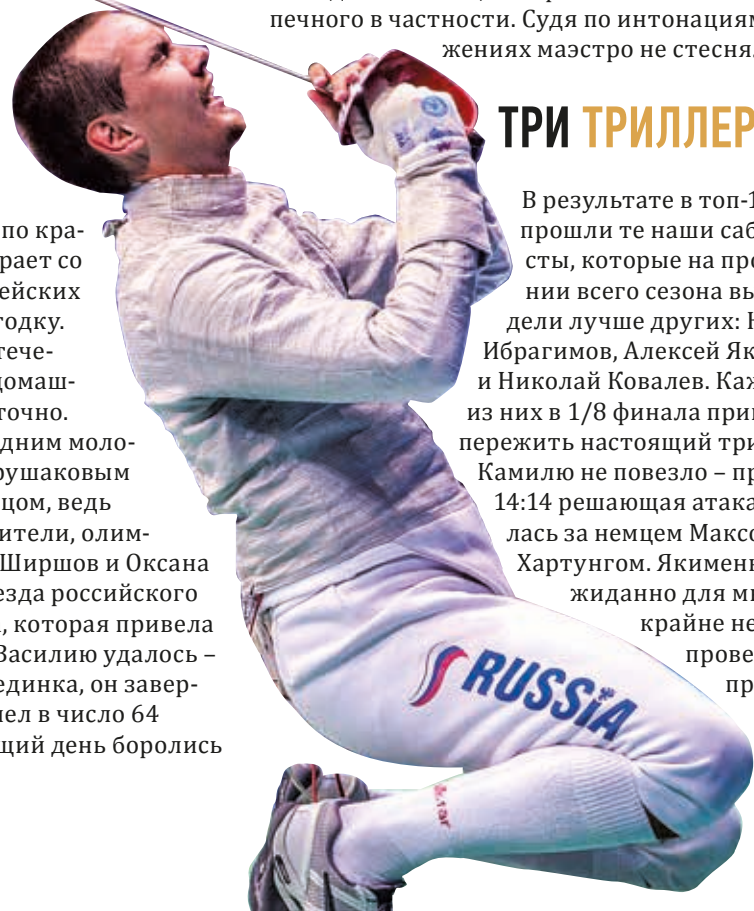 печного в частности. Судя по интонациям
жениях маэстро не стесня
по кра-
рает со
ейских
годку.
тече-
домаш-
точно.
дним моло-
рушаковым
цом, ведь
ители, олим-
Ширшов и Оксана
езда российского
, которая привела
Василию удалось –
единка, он завер-
ел в число 64
щий день боролись
ТРИ ТРИЛЛЕР
В результате в топ-1
прошли те наши саб
сты, которые на про
нии всего сезона вы
дели лучше других: К
Ибрагимов, Алексей Як
и Николай Ковалев. Каж
из них в 1/8 финала при
пережить настоящий три
Камилю не повезло – пр
14:14 решающая атака
лась за немцем Максо
Хартунгом. Якимен
жиданно для м
крайне не
прове
пр
RUSSIA